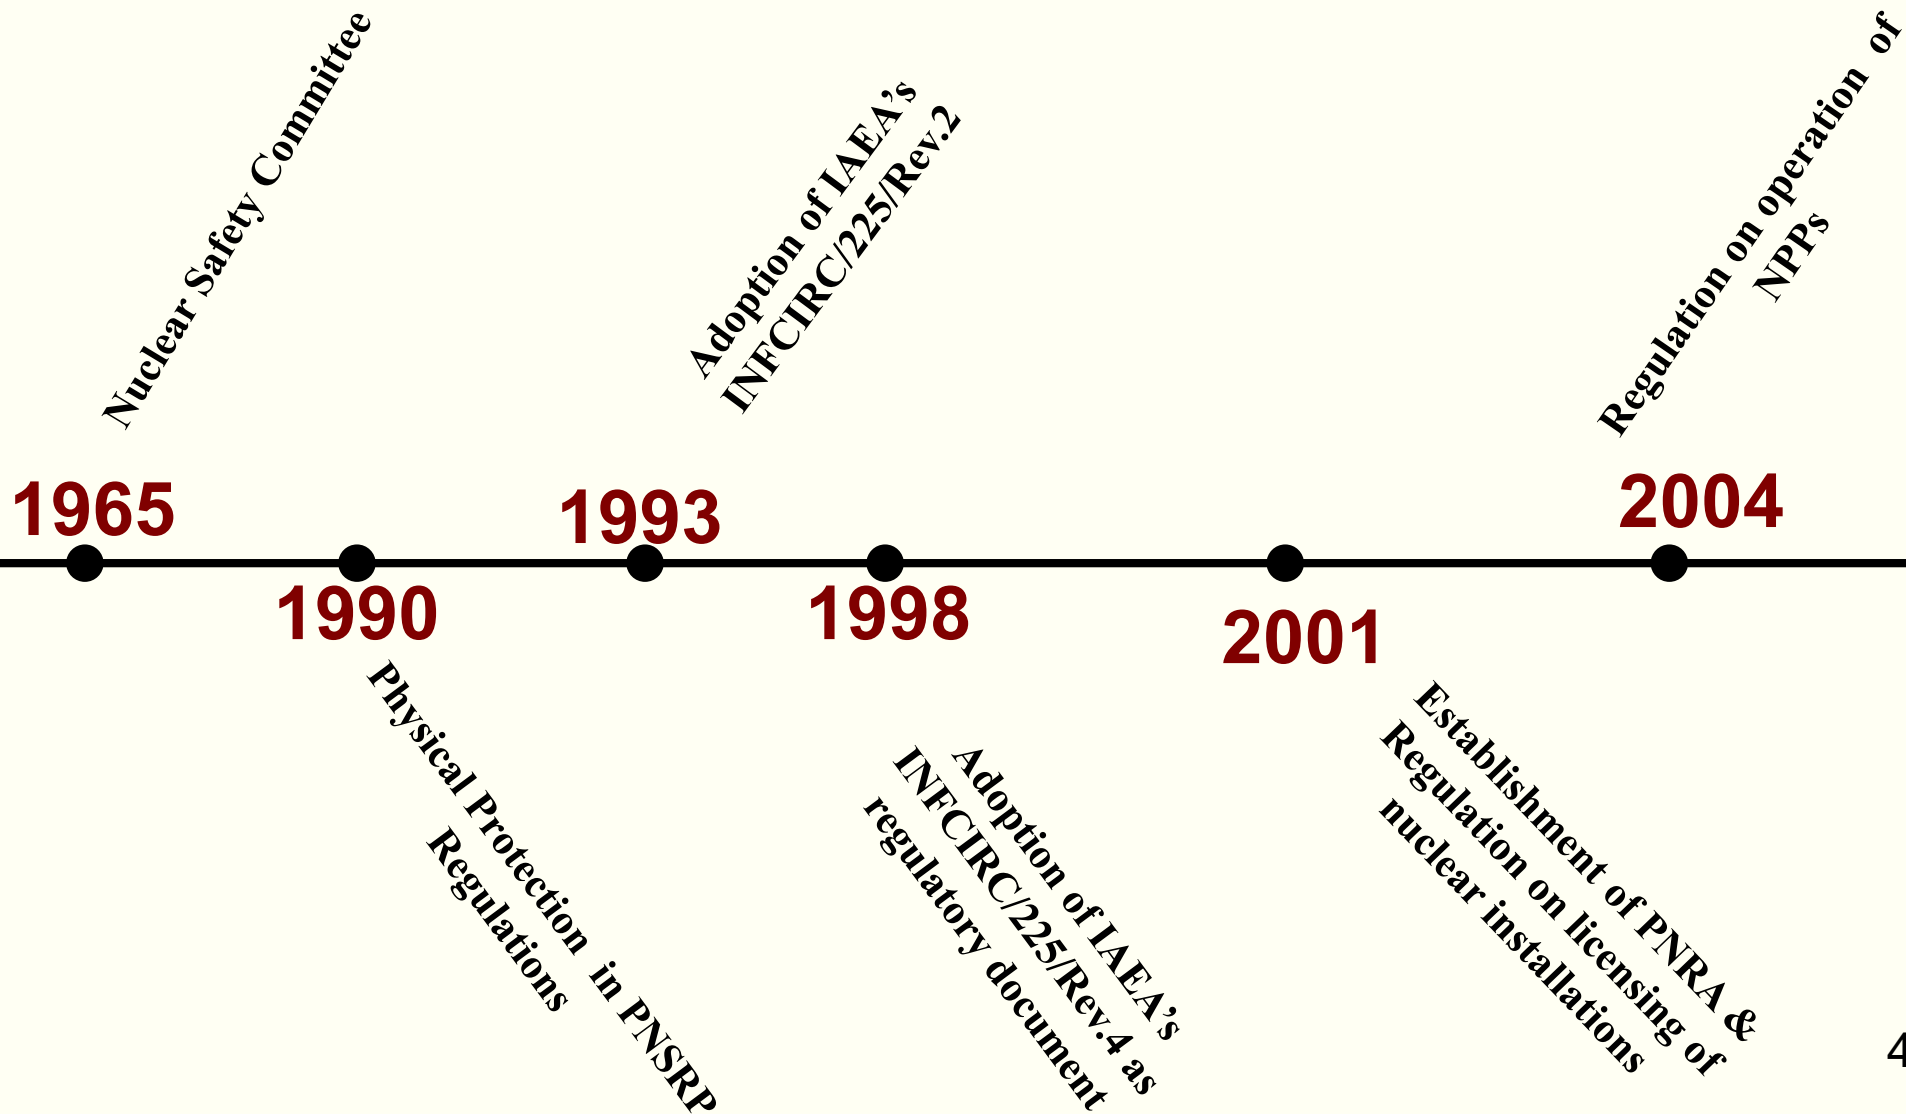 Nuclear Safety Committee
1965
Physical Protection in PNSRP
Regulations
1990
Adoption of IAEA’s
INFCIRC/225/Rev.2
1993
1998
Adoption of IAEA’s
INFCIRC/225/Rev.4 as
regulatory document
2001
Establishment of PNRA &
Regulation on licensing of
nuclear installations
Regulation on operation of
NPPs
2004
4